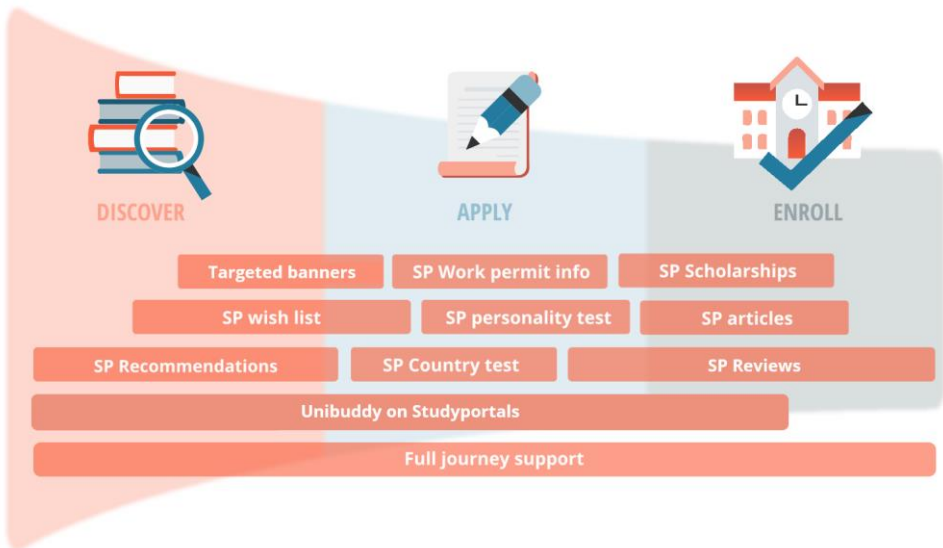 DISCOVER
APPLY
ENROLL
Targeted banners
SP Work permit info
SP Scholarships
SP wish list
SP personality test
SP articles
SP Recommendations
SP Country test
SP Reviews
Unibuddy on Studyportals
Full journey support